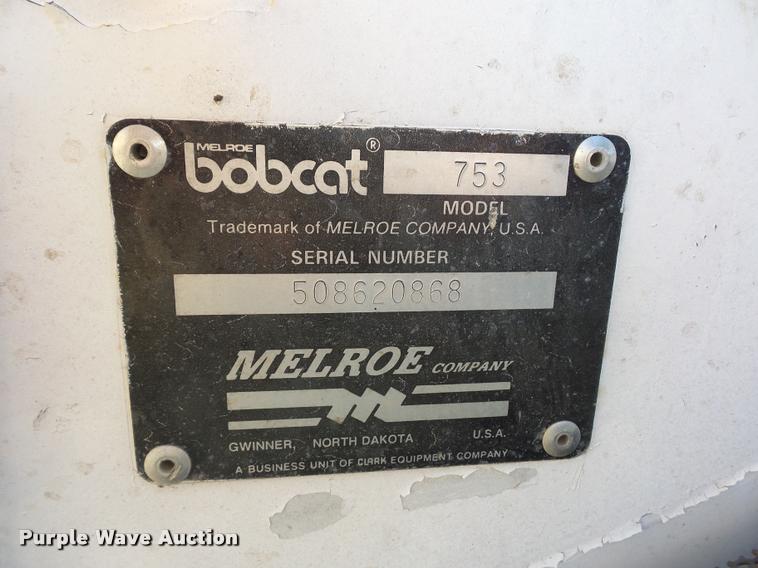 MELROE
bobcat® 753
MODEL
Trademark of MELROE COMPANY, U.S.A.
SERIAL NUMBER
508620868
MELROE COMPANY
GWINNER, NORTH DAKOTA U.S.A.
A BUSINESS UNIT OF CLARK EQUIPMENT COMPANY
Purple Wave Auction